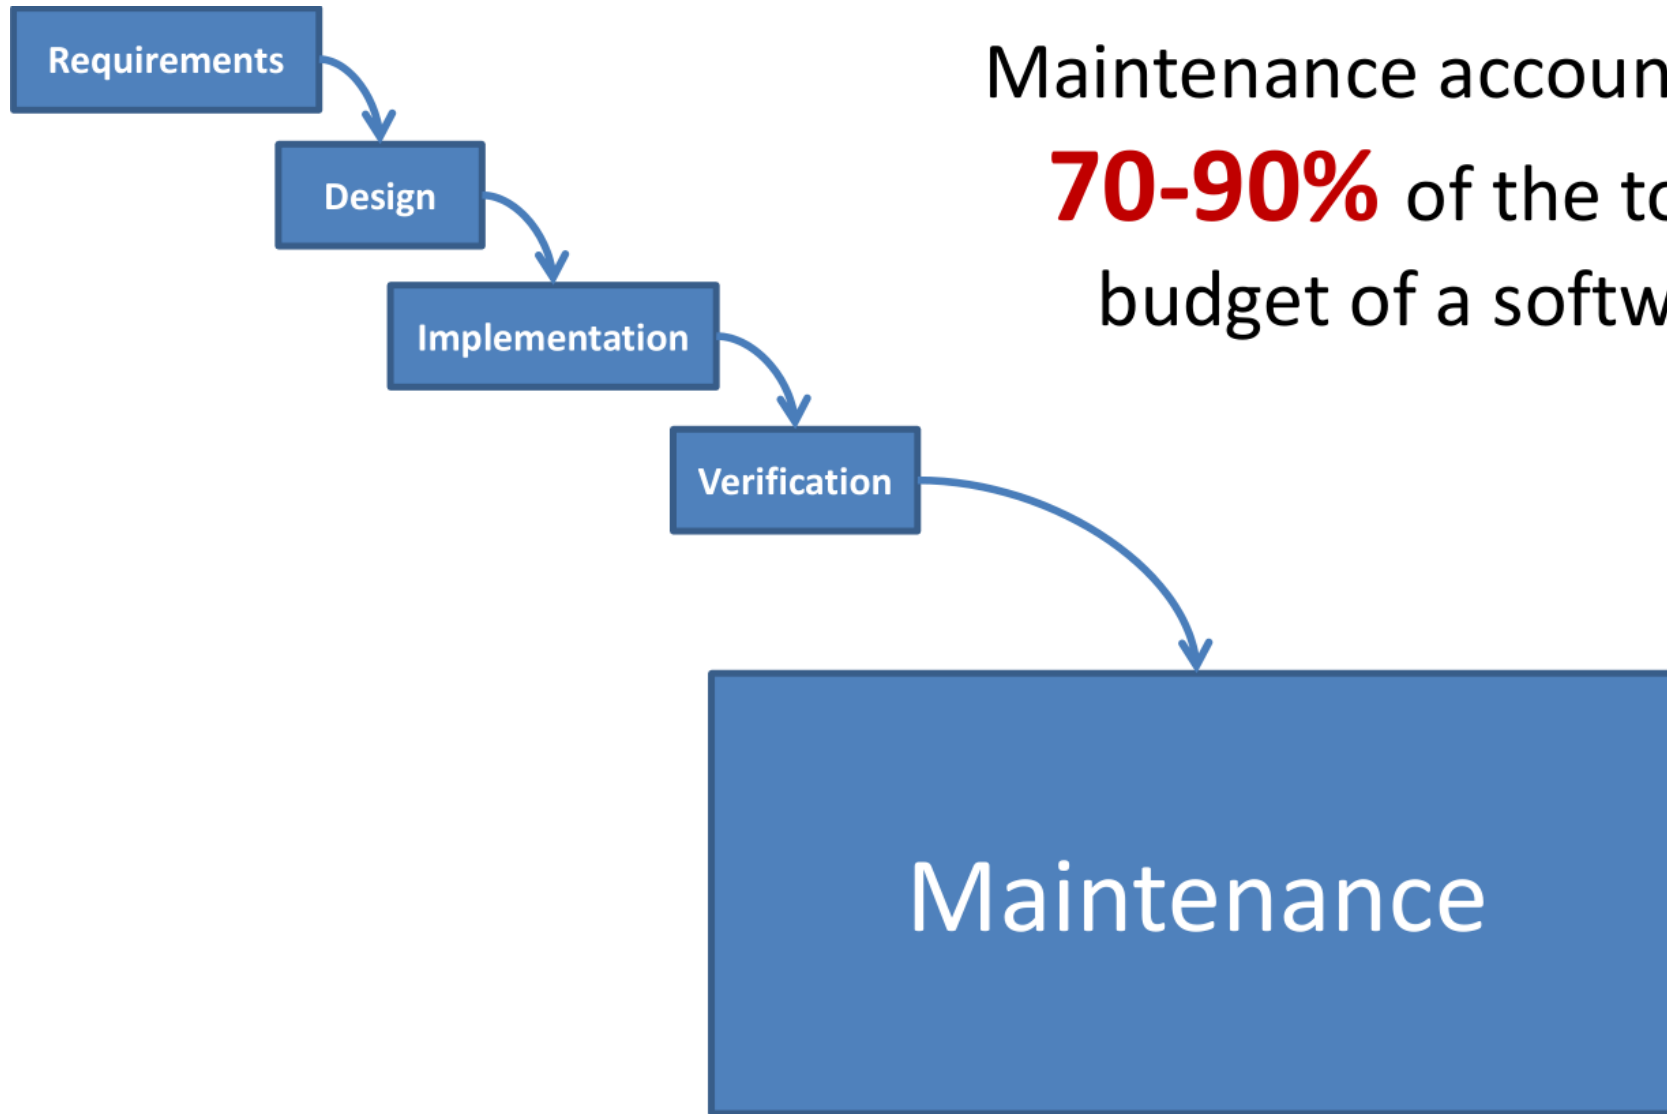 Requirements
Maintenance accoun
Design
70-90% of the to
budget of a softw
Implementation
Verification
Maintenance